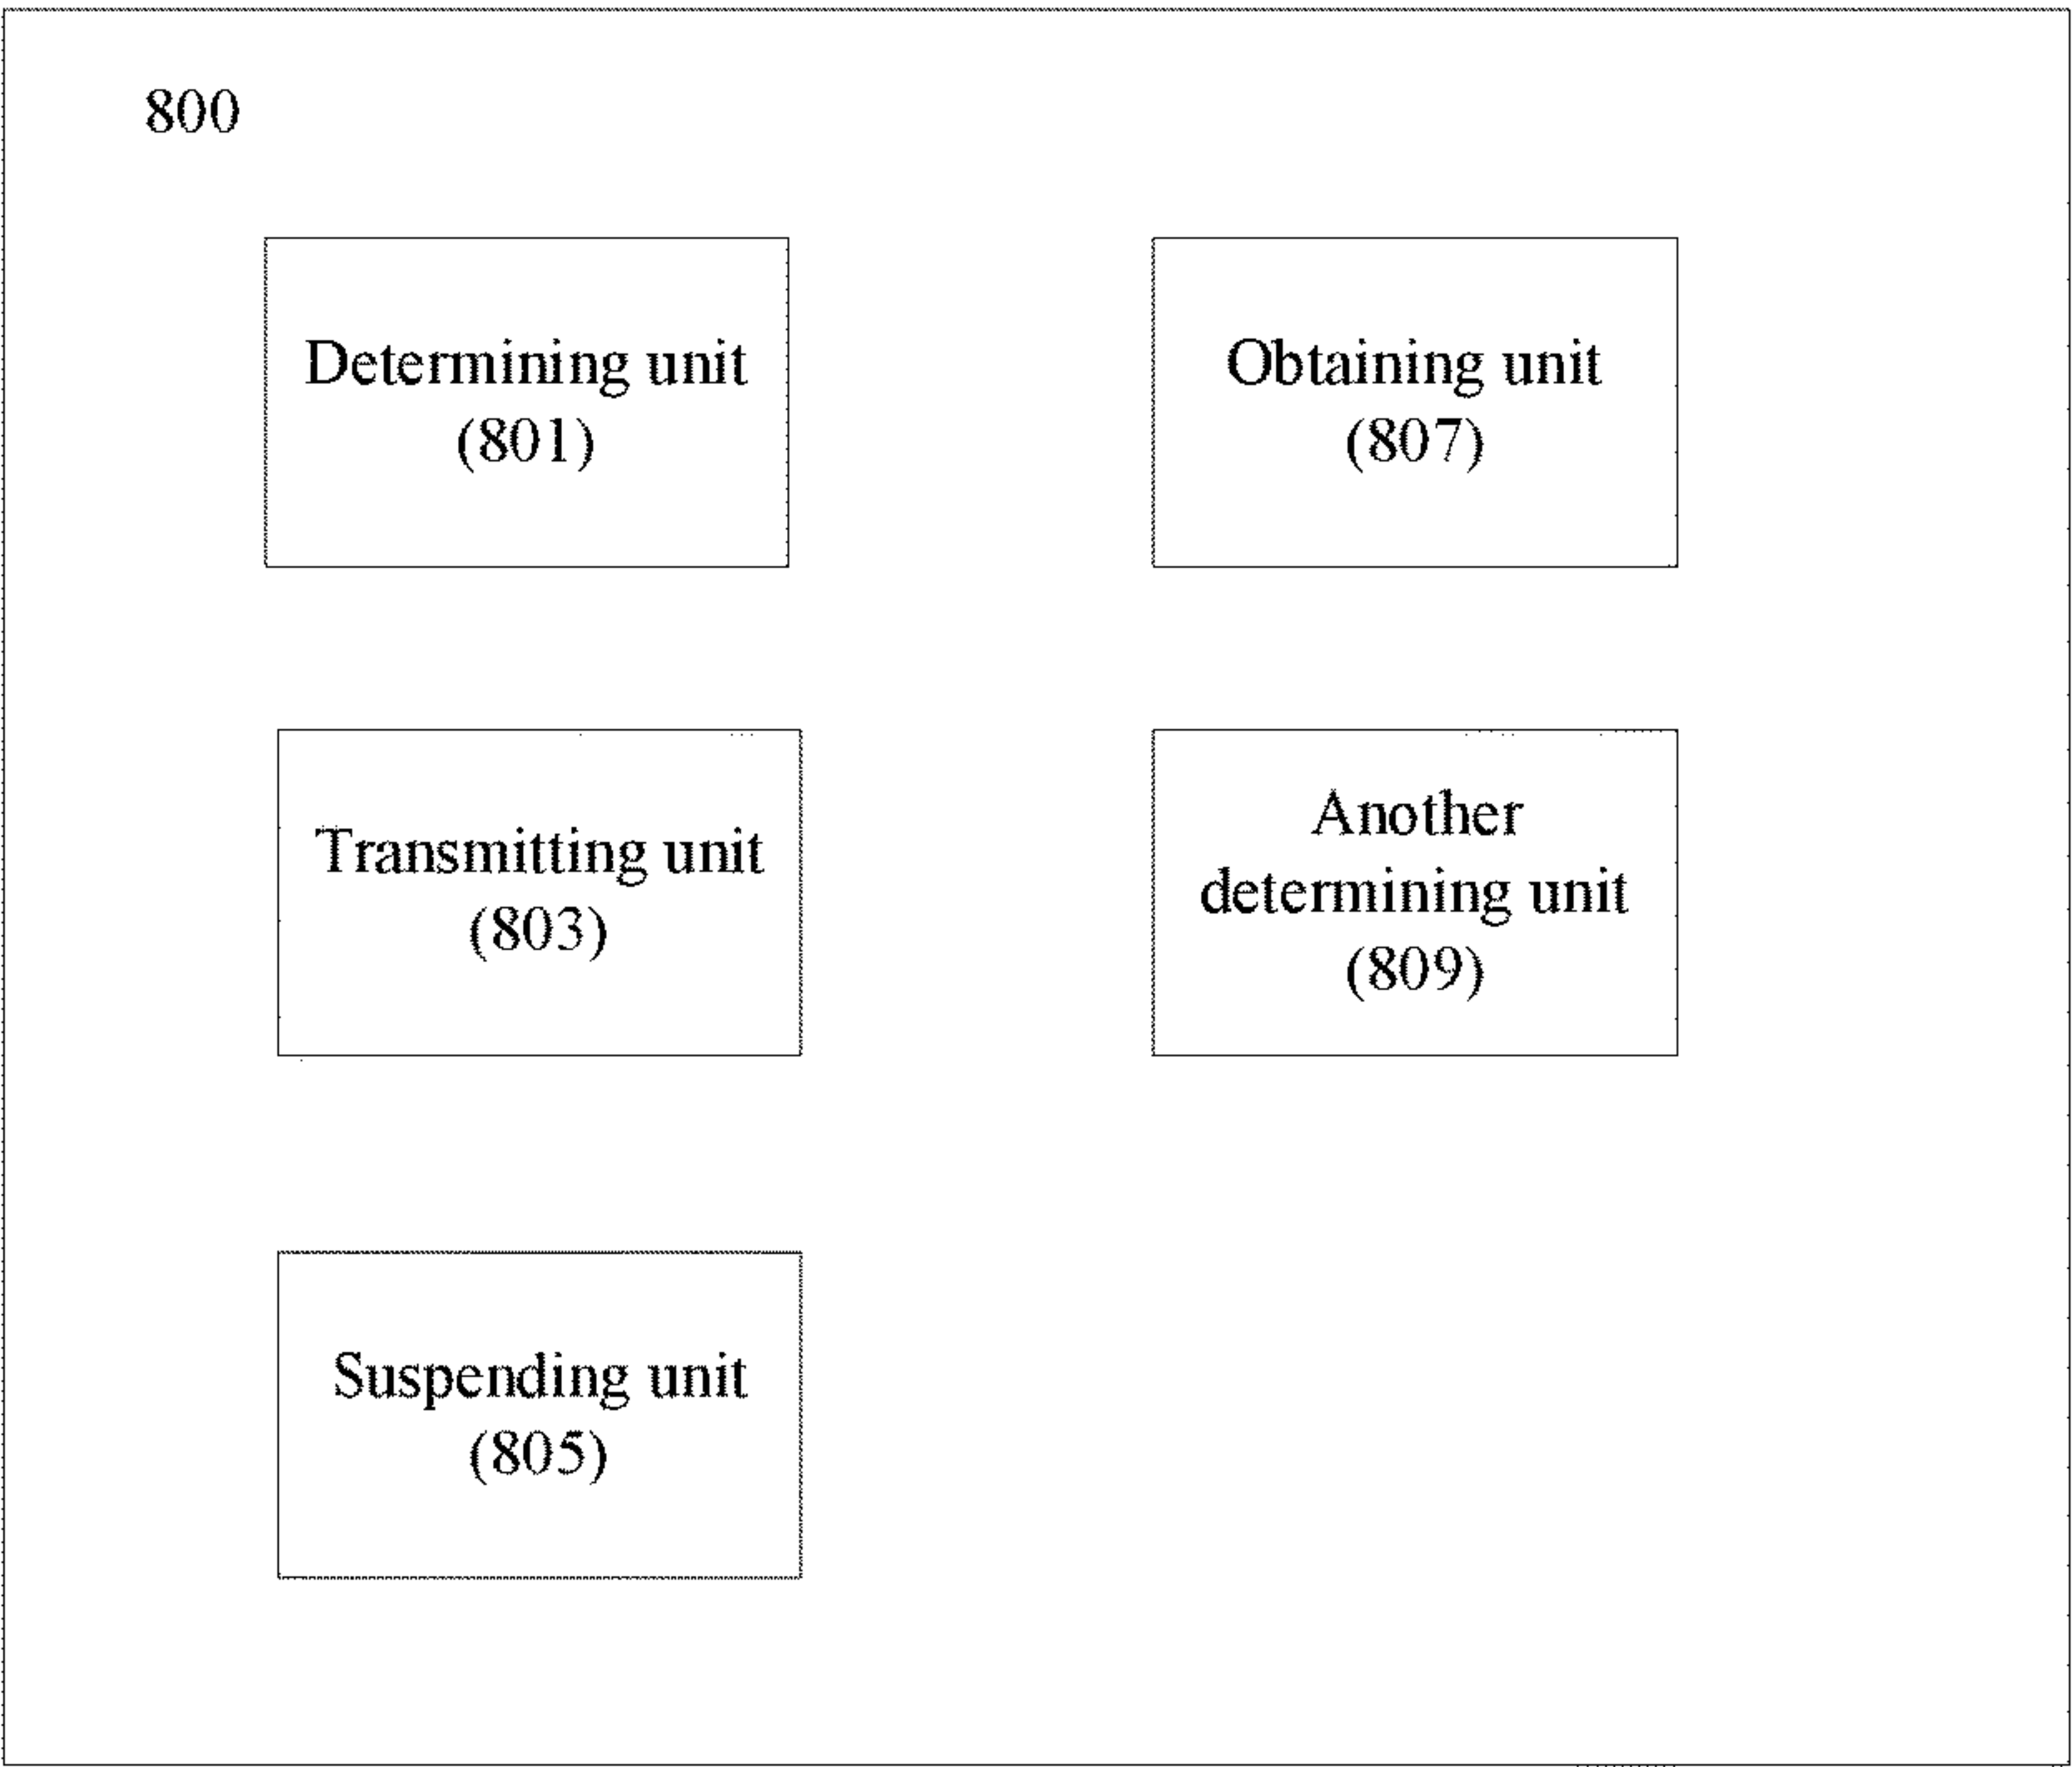 800
Determining unit
(801)
Obtaining unit
(807)
Transmitting unit
(803)
Another
determining unit
(809)
Suspending unit
(805)